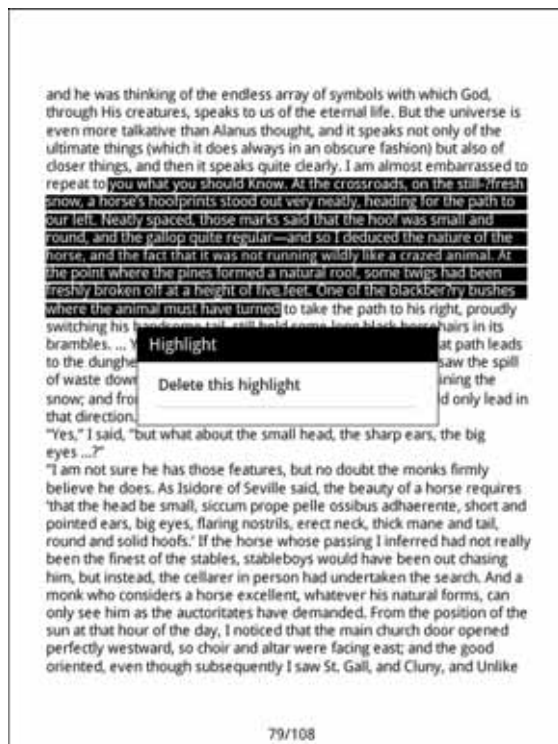 and he was thinking of the endless array of symbols with which God,
through His creatures, speaks to us of the eternal life. But the universe is
even more talkative than Alanus thought, and it speaks not only of the
ultimate things (which it does always in an obscure fashion) but also of
closer things, and then it speaks quite clearly. I am almost embarrassed to
repeat to you what you should Know. At the crossroads, on the still-?fresh
snow, a horse's hoofprints stood out very neatly, heading for the path to
our left. Neatly spaced, those marks said that the hoof was small and
round, and the gallop quite regular—and so I deduced the nature of the
horse, and the fact that it was not running wildly like a crazed animal. At
the point where the pines formed a natural roof, some twigs had been
freshly broken off at a height of five feet. One of the blackber?ry bushes
where the animal must have turned to take the path to his right, proudly
switching his handsome tail, still held some long black horsehairs in its
brambles. ... at path leads
to the dunghe saw the spill
of waste down ining the
snow; and fro d only lead in
that direction.
Highlight
Delete this highlight
"Yes," I said, "but what about the small head, the sharp ears, the big
eyes ...?"
"I am not sure he has those features, but no doubt the monks firmly
believe he does. As Isidore of Seville said, the beauty of a horse requires
'that the head be small, siccum prope pelle ossibus adhaerente, short and
pointed ears, big eyes, flaring nostrils, erect neck, thick mane and tail,
round and solid hoofs.' If the horse whose passing I inferred had not really
been the finest of the stables, stableboys would have been out chasing
him, but instead, the cellarer in person had undertaken the search. And a
monk who considers a horse excellent, whatever his natural forms, can
only see him as the auctoritates have demanded. From the position of the
sun at that hour of the day, I noticed that the main church door opened
perfectly westward, so choir and altar were facing east; and the good
oriented, even though subsequently I saw St. Gall, and Cluny, and Unlike
79/108